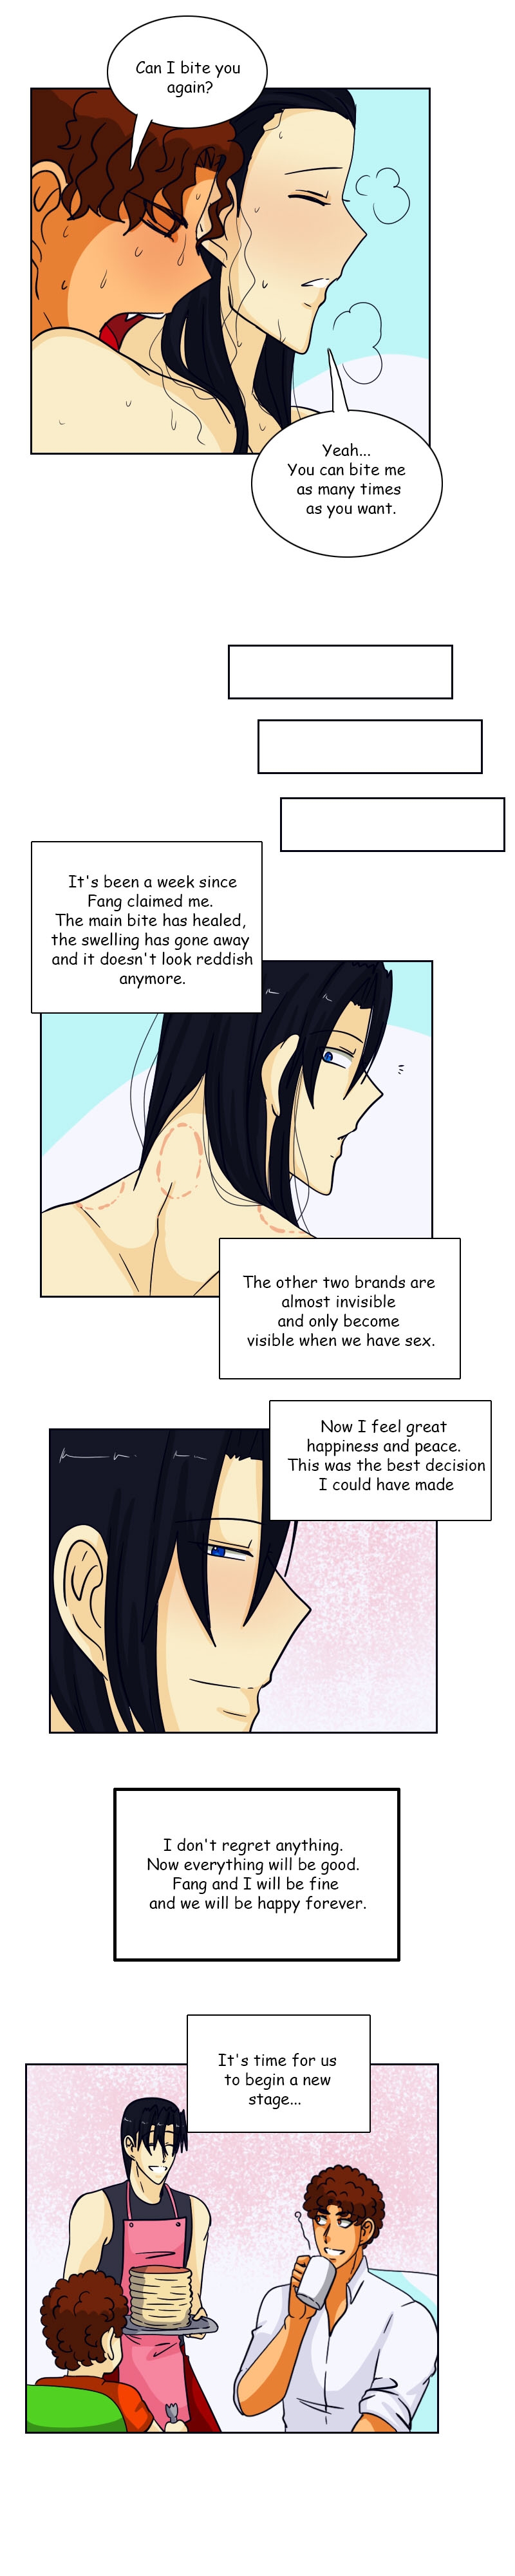 Can I bite you
again?
Yeah...
You can bite me
as many times
as you want.
It's been a week since
Fang claimed me.
The main bite has healed,
the swelling has gone away
and it doesn't look reddish
anymore.
The other two brands are
almost invisible
and only become
visible when we have sex.
Now I feel great
happiness and peace.
This was the best decision
I could have made
I don't regret anything.
Now everything will be good.
Fang and I will be fine
and we will be happy forever.
It's time for us
to begin a new
stage...